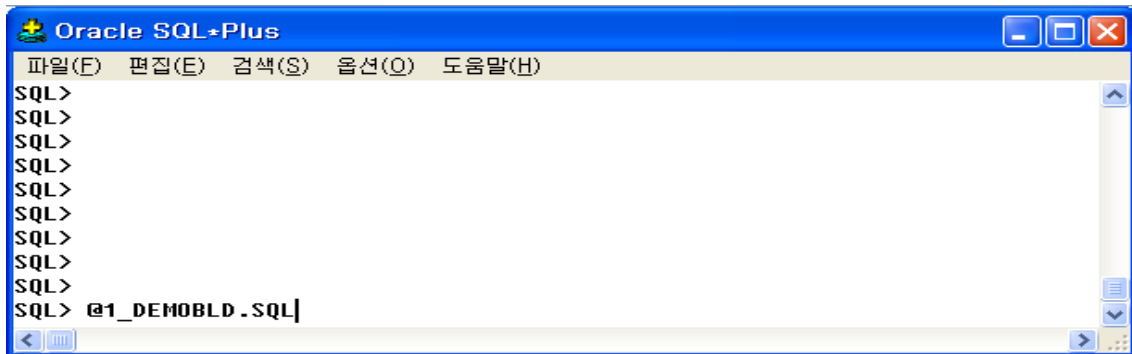 Oracle SQL*Plus
파일(F) 편집(E) 검색(S) 옵션(O) 도움말(H)
SQL>
SQL>
SQL>
SQL>
SQL>
SQL>
SQL>
SQL>
SQL>
SQL> @1_DEMOBLD.SQL